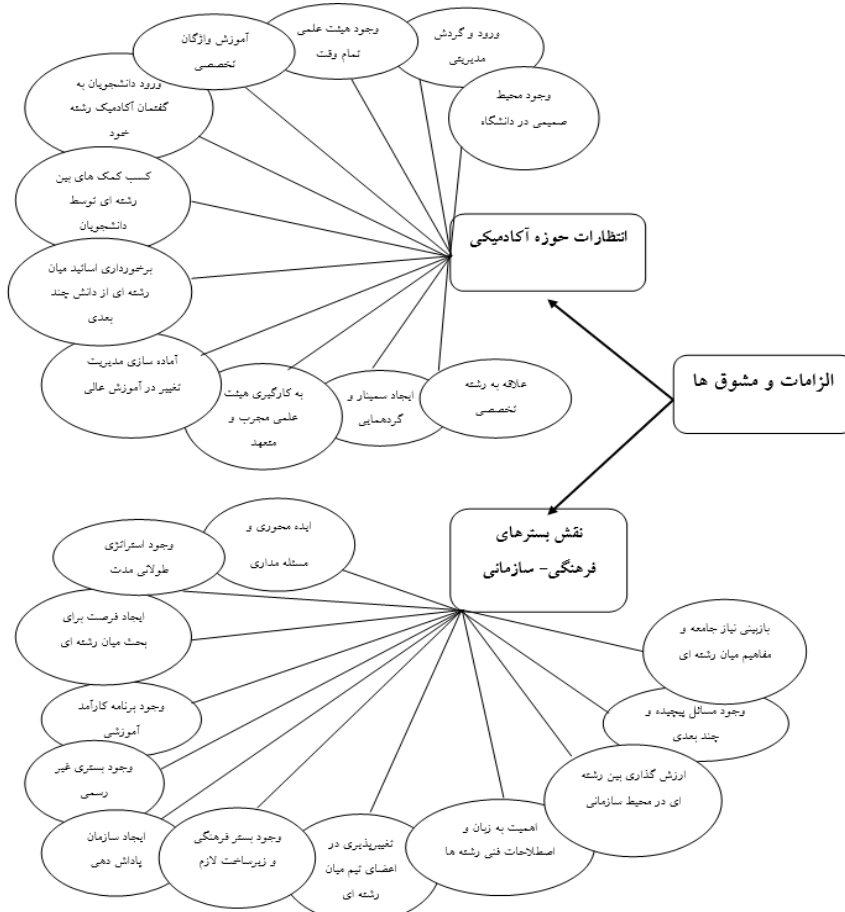 وجود هیئت علمی
تمام وقت
ورود و گردش
مدیریتی
وجود محیط
صمیمی در دانشگاه
آموزش واژگان
تخصصی
ورود دانشجویان به
گفتمان آکادمیک رشته
خود
کسب کمک های بین
رشته ای توسط
دانشجویان
برخورداری اساتید میان
رشته ای از دانش چند
بعدی
آماده سازی مدیریت
تغییر در آموزش عالی
به کارگیری هیئت
علمی مجرب و
متعهد
ایجاد سمینار و
گردهمایی
علاقه به رشته
تخصصی
انتظارات حوزه آکادمیکی
الزامات و مشوق ها
نقش بسترهای
فرهنگی- سازمانی
ایده محوری و
مسئله مداری
وجود استراتژی
طولانی مدت
ایجاد فرصت برای
بحث میان رشته ای
وجود برنامه کارآمد
آموزشی
وجود بستری غیر
رسمی
ایجاد سازمان
پاداش دهی
وجود بستر فرهنگی
و زیرساخت لازم
تغییرپذیری در
اعضای تیم میان
رشته ای
اهمیت به زبان و
اصطلاحات فنی رشته ها
ارزش گذاری بین رشته
ای در محیط سازمانی
وجود مسائل پیچیده و
چند بعدی
بازبینی نیاز جامعه و
مفاهیم میان رشته ای